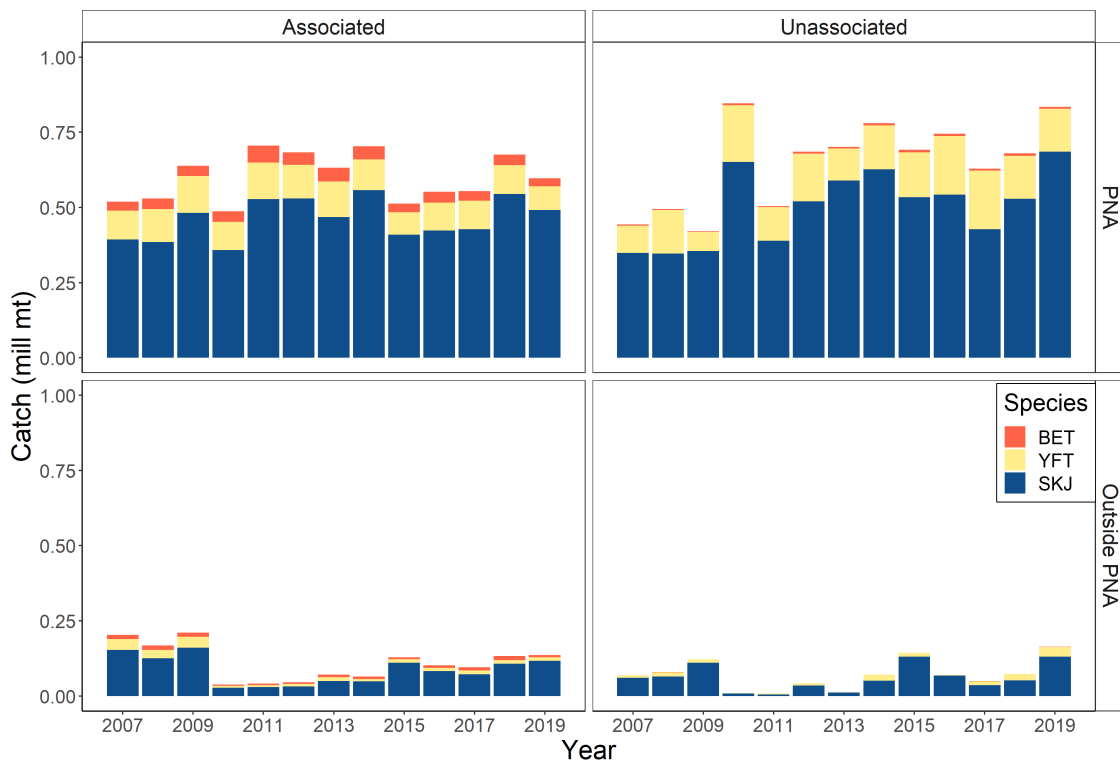 Associated
Unassociated
Catch (mill mt)
1.00
0.75
0.50
0.25
0.00
PNA
1.00
0.75
0.50
0.25
0.00
Species
BET
YFT
SKJ
Outside PNA
2007 2009 2011 2013 2015 2017 2019
2007 2009 2011 2013 2015 2017 2019
Year